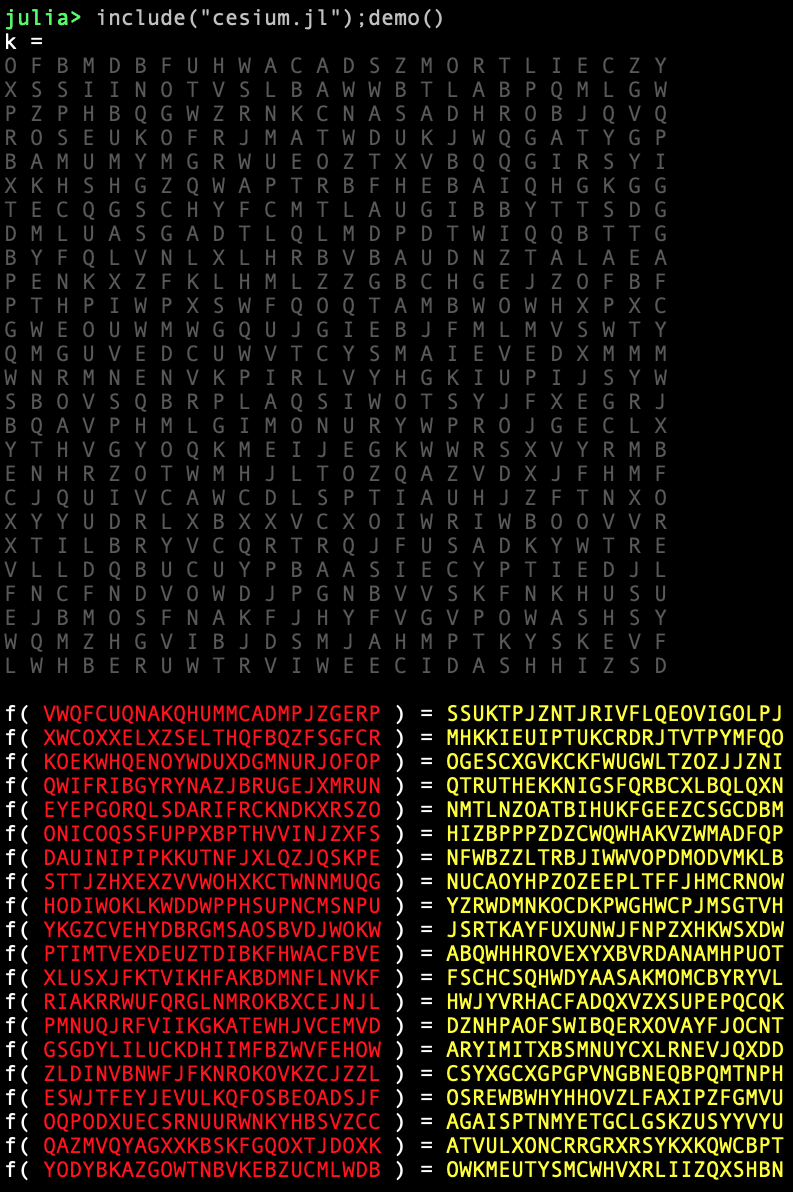 julia> include("cesium.jl");demo()
k =
O F B M D B F U H W A C A D S Z M O R T L I E C Z Y
X S S I I N O T V S L B A W W B T L A B P Q M L G W
P Z P H B Q G W Z R N K C N A S A D H R O B J Q V Q
R O S E U K O F R J M A T W D U K J W Q G A T Y G P
B A M U M Y M G R W U E O Z T X V B Q Q G I R S Y I
X K H S H G Z Q W A P T R B F H E B A I Q H G K G G
T E C Q G S C H Y F C M T L A U G I B B Y T T S D G
D M L U A S G A D T L Q L M D P D T W I Q Q B T T G
B Y F Q L V N L X L H R B V B A U D N Z T A L A E A
P E N K X Z F K L H M L Z Z G B C H G E J Z O F B F
P T H P I W P X S W F Q O Q T A M B W O W H X P X C
G W E O U W M W G Q U J G I E B J F M L M V S W T Y
Q M G U V E D C U W V T C Y S M A I E V E D X M M M
W N R M N E N V K P I R L V Y H G K I U P I J S Y W
S B O V S Q B R P L A Q S I W O T S Y J F X E G R J
B Q A V P H M L G I M O N U R Y W P R O J G E C L X
Y T H V G Y O Q K M E I J E G K W W R S X V Y R M B
E N H R Z O T W M H J L T O Z Q A Z V D X J F H M F
C J Q U I V C A W C D L S P T I A U H J Z F T N X O
X Y Y U D R L X B X X V C X O I W R I W B O O V V R
X T I L B R Y V C Q R T R Q J F U S A D K Y W T R E
V L L D Q B U C U Y P B A A S I E C Y P T I E D J L
F N C F N D V O W D J P G N B V V S K F N K H U S U
E J B M O S F N A K F J H Y F V G V P O W A S H S Y
W Q M Z H G V I B J D S M J A H M P T K Y S K E V F
L W H B E R U W T R V I W E E C I D A S H H I Z S D
f( VWQFCUQNAKQHUMMCADMPJZGERP ) = SSUKTPJZNTJRIVFLQEOVIGOLPJ
f( XWCOXXELXZSELTHQFBQZFSGFCR ) = MHKKIEUIPTUKCRDRJTVTPYMFQO
f( KOEKWHQENOYWDUXDGMNURJOFOP ) = OGESCXGVKCKFWUGWLTZOZJJZNI
f( QWIFRIBGYRYNAZJBRUGEJXMRUN ) = QTRUTHEKKNIGSFQRBCXLBQLQXN
f( EYEPGORQLSDARIFRCKNDKXRSZO ) = NMTLNZOATBIHUKFGEEZCSGCDBM
f( ONICOQSSFUPPXBPTHVVINJZXFS ) = HIZBPPPZDZCWQWHAKVZWMADFQP
f( DAUINIPIPKKUTNFJXLQZJQSKPE ) = NFWBZZLTRBJIWWVOPDMODVMKLB
f( STTJZHXEXZVVWOHXKCTWNNMUQG ) = NUCAOYHPZOZEEPLTFFJHMCRNOW
f( HODIWOKLKWDDWPPHSUPNCMSNPU ) = YZRWDMNKOCDKPWGHWCPJMSGTVH
f( YKGZCVEHYDBRGMSAOSBVDJWOKW ) = JSRTKAYFUXUNWJFNPZXHKWSXDW
f( PTIMTVEXDEUZTDIBKFHWACFBVE ) = ABQWHHROVEXYXBVRDANAMHPUOT
f( XLUSXJFKTVIKHFAKBDMNFLNVKF ) = FSCHCSQHWDYAASAKMOMCBYRYVL
f( RIAKRRWUFQRGLNMROKBXCEJNJL ) = HWJYVRHACFADQXVZXSUPEPQCQK
f( PMNUQJRFVIIKGKATEWHJVCEMVD ) = DZNHPAOFSWIBQERXOVAYFJOCNT
f( GSGDYLILUCKDHIIMFBZWVFEHOW ) = ARYIMITXBSMNUYCXLRNEVJQXDD
f( ZLDINVBNWFJFKNROKOVKZCJZZL ) = CSYXGCXGPGPVNGBNEQBPQMTNPH
f( ESWJTFEYJEVULKQFOSBEOADSJF ) = OSREWBWHYHHOVZLFAXIPZFGMVU
f( OQPODXUECSRNUURWNKYHBSVZCC ) = AGAISPTNMYETGCLGSKZUSYYVYU
f( QAZMVQYAGXXKBSKFGQOXTJDOXK ) = ATVULXONCRRGRXRSYKXKQWCBPT
f( YODYBKAZGOWTNBVKEBZUCMLWDB ) = OWKMEUTYSMCWHVXRLIIZQXSHBN